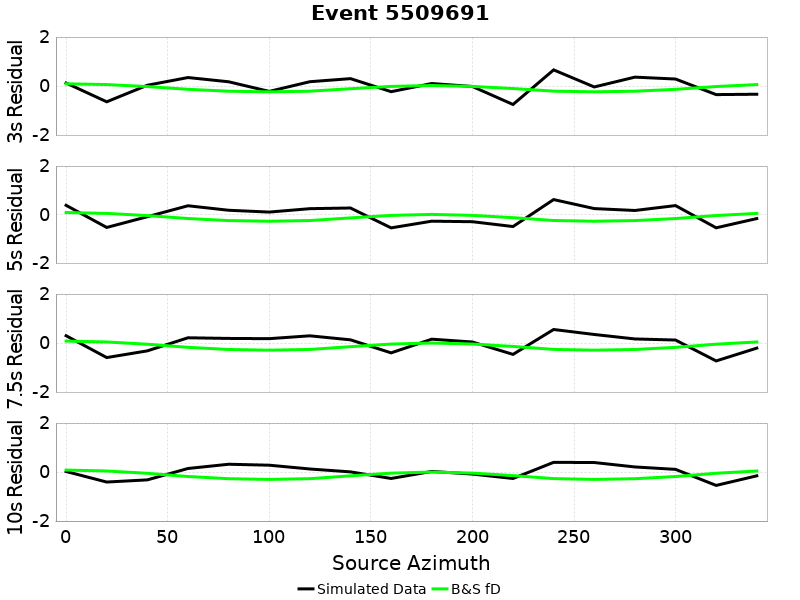 Event 5509691
3s Residual
2
0
-2
5s Residual
2
0
-2
7.5s Residual
2
0
-2
10s Residual
2
0
-2
0 50 100 150 200 250 300
Source Azimuth
Simulated Data B&S fD